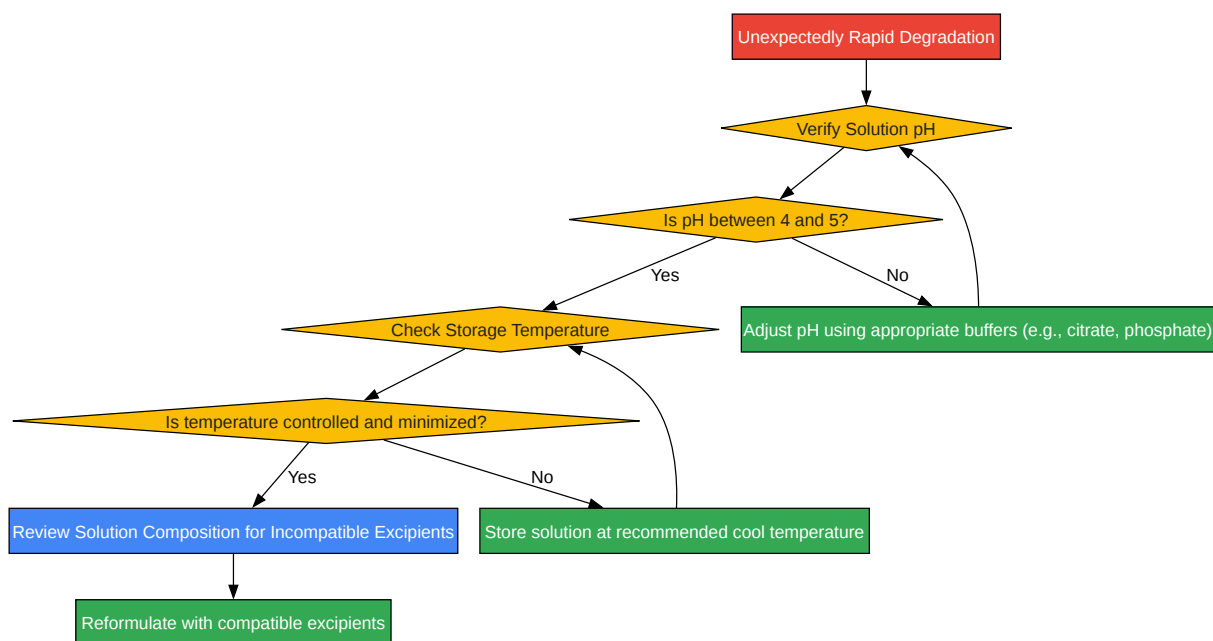 Unexpectedly Rapid Degradation
Verify Solution pH
Is pH between 4 and 5?
Yes
No
Check Storage Temperature
Adjust pH using appropriate buffers (e.g., citrate, phosphate)
Is temperature controlled and minimized?
Yes
No
Review Solution Composition for Incompatible Excipients
Store solution at recommended cool temperature
Reformulate with compatible excipients